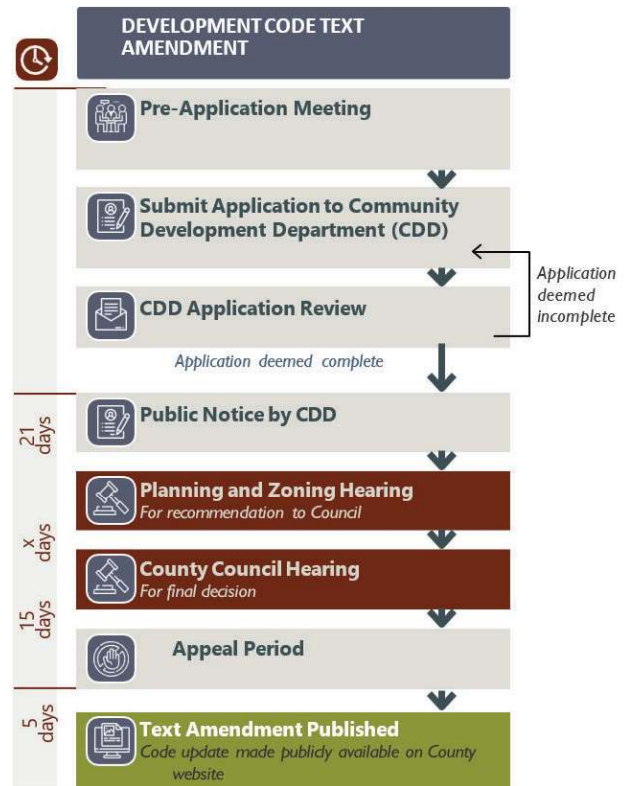 DEVELOPMENT CODE TEXT
AMENDMENT
Pre-Application Meeting
Submit Application to Community
Development Department (CDD)
Application
deemed
incomplete
CDD Application Review
Application deemed complete
21
days
Public Notice by CDD
Planning and Zoning Hearing
For recommendation to Council
x
days
County Council Hearing
For final decision
15
days
Appeal Period
5
days
Text Amendment Published
Code update made publicly available on County
website